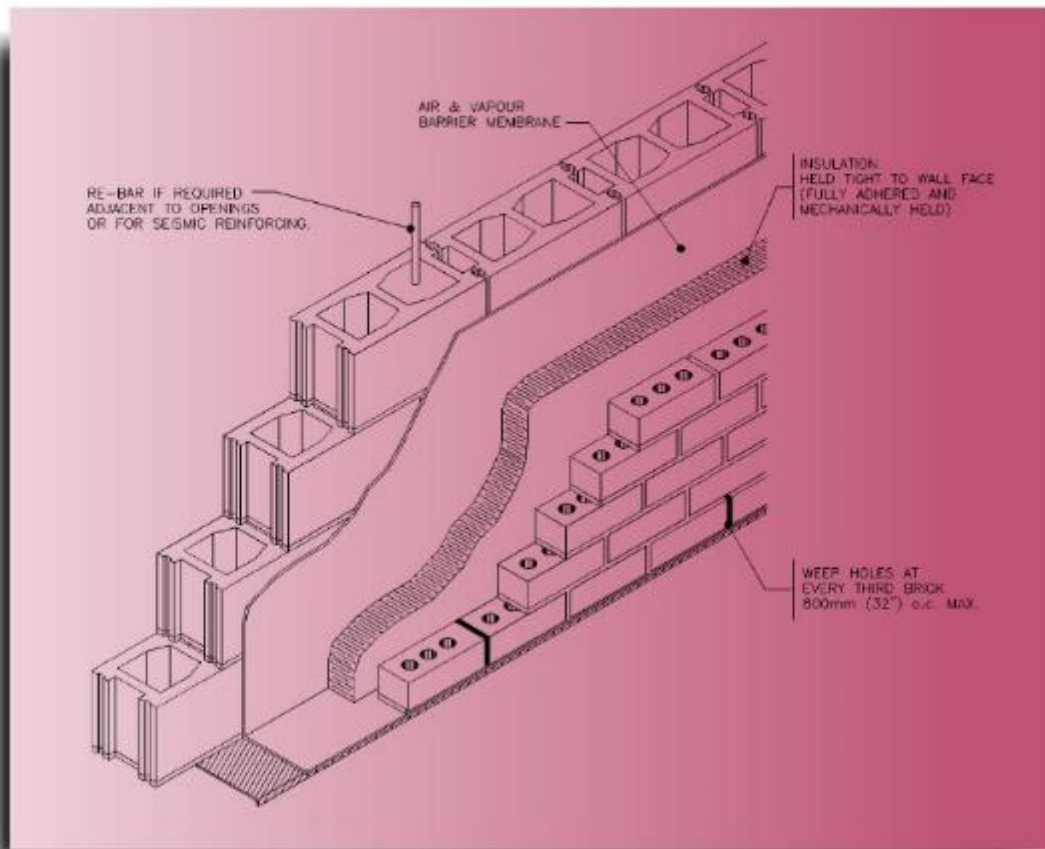 AIR & VAPOUR
BARRIER MEMBRANE
INSULATION
HELD TIGHT TO WALL FACE
(FULLY ADHERED AND
MECHANICALLY HELD)
RE-BAR IF REQUIRED
ADJACENT TO OPENINGS
OR FOR SEISMIC REINFORCING.
WEEP HOLES AT
EVERY THIRD BRICK
800mm (32") o.c. MAX.